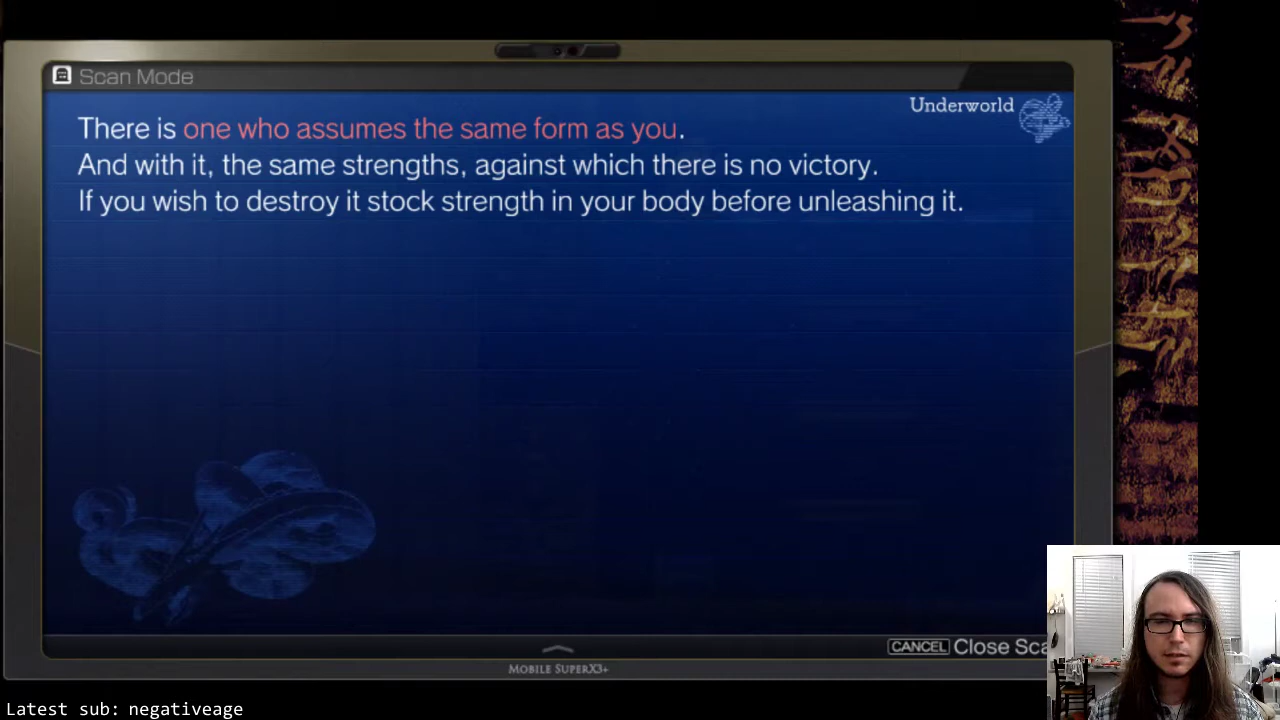 Scan Mode
Underworld
There is one who assumes the same form as you.
And with it, the same strengths, against which there is no victory.
If you wish to destroy it stock strength in your body before unleashing it.
CANCEL Close Sca
MOBILE SUPERX3+
Latest sub: negativeage